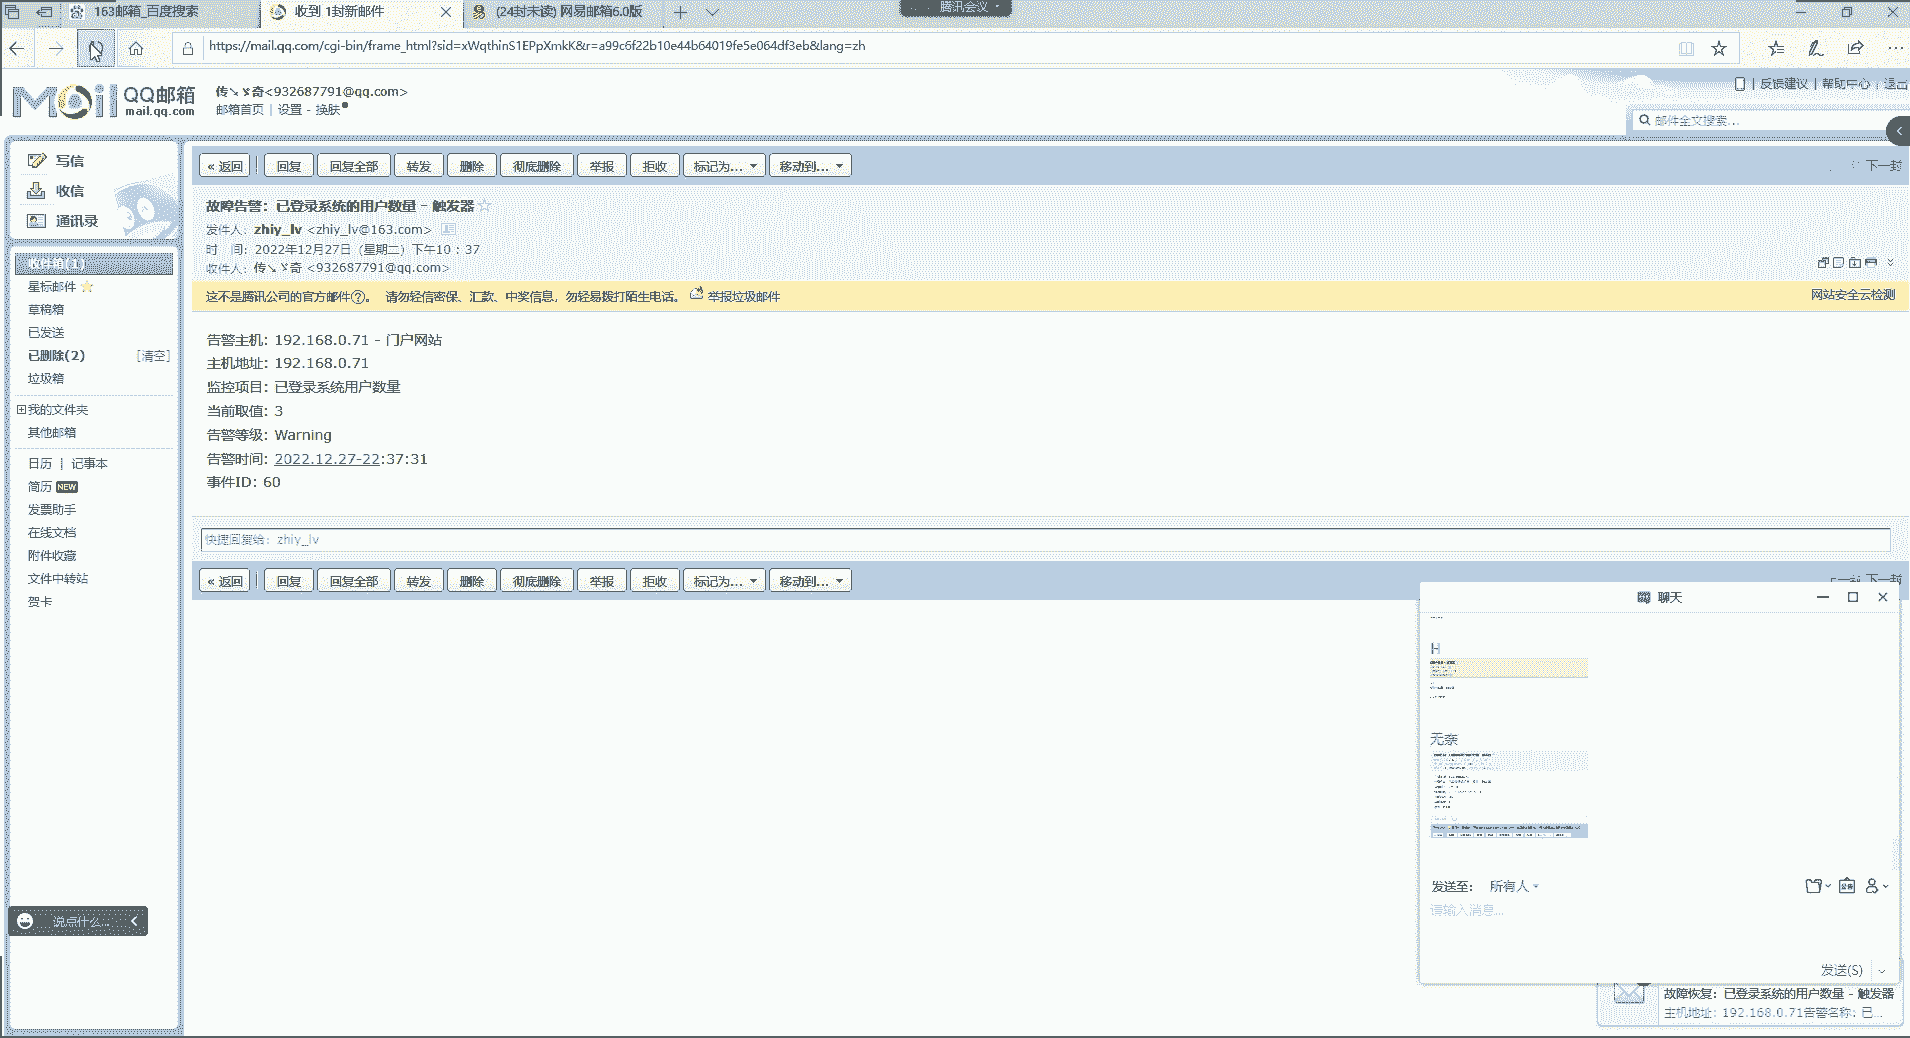 163邮箱_百度搜索
收到 1封新邮件
(24封未读) 网易邮箱6.0版
腾讯会议
https://mail.qq.com/cgi-bin/frame_html?sid=xWqthinS1EPpXmkK&r=a99c6f22b10e44b64019fe5e064df3eb&lang=zh
Mail QQ邮箱
mail.qq.com
传↘ゞ奇<932687791@qq.com>
邮箱首页 | 设置 - 换肤
反馈建议 | 帮助中心 | 退出
邮件全文搜索...
写信
收信
通讯录
收件箱(1)
星标邮件
草稿箱
已发送
已删除(2) [清空]
垃圾箱
我的文件夹
其他邮箱
日历 | 记事本
简历 NEW
发票助手
在线文档
附件收藏
文件中转站
贺卡
说点什么...
« 返回 回复 回复全部 转发 删除 彻底删除 举报 拒收 标记为... 移动到...
下一封
故障告警：已登录系统的用户数量 - 触发器
发件人：zhiy_lv <zhiy_lv@163.com>
时 间：2022年12月27日（星期二）下午10：37
收件人：传↘ゞ奇 <932687791@qq.com>
这不是腾讯公司的官方邮件?。 请勿轻信密保、汇款、中奖信息，勿轻易拨打陌生电话。 举报垃圾邮件
网站安全云检测
告警主机：192.168.0.71 - 门户网站
主机地址：192.168.0.71
监控项目：已登录系统用户数量
当前取值：3
告警等级：Warning
告警时间：2022.12.27-22:37:31
事件ID：60
快捷回复给：zhiy_lv
« 返回 回复 回复全部 转发 删除 彻底删除 举报 拒收 标记为... 移动到...
下一封
聊天
H
无奈
发送至： 所有人
请输入消息...
发送(S)
故障恢复：已登录系统的用户数量 - 触发器
主机地址：192.168.0.71告警名称：已...